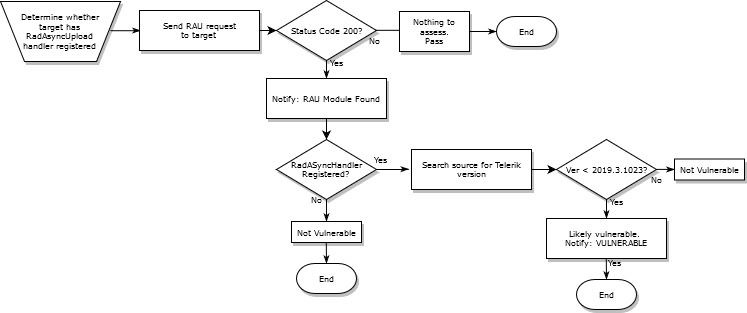 Determine whether
target has
RadAsyncUpload
handler registered
Send RAU request
to target
Status Code 200?
No
Nothing to
assess.
Pass
End
Yes
Notify: RAU Module Found
RadASyncHandler
Registered?
Yes
Search source for Telerik
version
Ver < 2019.3.1023?
No
Not Vulnerable
No
Not Vulnerable
End
Yes
Likely vulnerable.
Notify: VULNERABLE
Yes
End